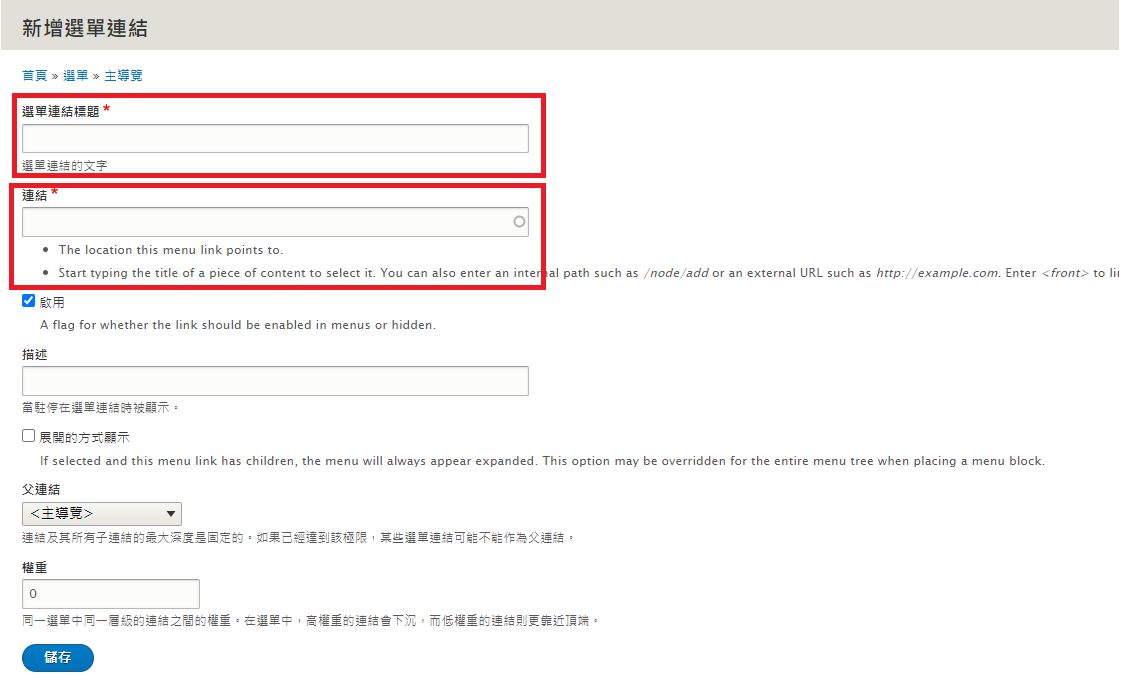 新增選單連結
首頁 » 選單 » 主導覽
選單連結標題 *
選單連結的文字
連結 *
The location this menu link points to.
Start typing the title of a piece of content to select it. You can also enter an internal path such as /node/add or an external URL such as http://example.com. Enter <front> to
啟用
A flag for whether the link should be enabled in menus or hidden.
描述
當駐停在選單連結時被顯示。
展開的方式顯示
If selected and this menu link has children, the menu will always appear expanded. This option may be overridden for the entire menu tree when placing a menu block.
父連結
<主導覽>
連結及其所有子連結的最大深度是固定的。如果已經達到該極限，某些選單連結可能不能作為父連結。
權重
0
同一選單中同一層級的連結之間的權重。在選單中，高權重的連結會下沉，而低權重的連結則更靠近頂端。
儲存